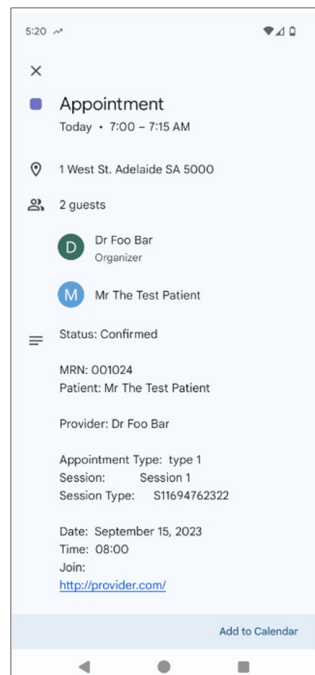 5:20
Appointment
Today • 7:00 – 7:15 AM
1 West St. Adelaide SA 5000
2 guests
D
Dr Foo Bar
Organizer
M
Mr The Test Patient
Status: Confirmed
MRN: 001024
Patient: Mr The Test Patient
Provider: Dr Foo Bar
Appointment Type: type 1
Session: Session 1
Session Type: S11694762322
Date: September 15, 2023
Time: 08:00
Join:
http://provider.com/
Add to Calendar